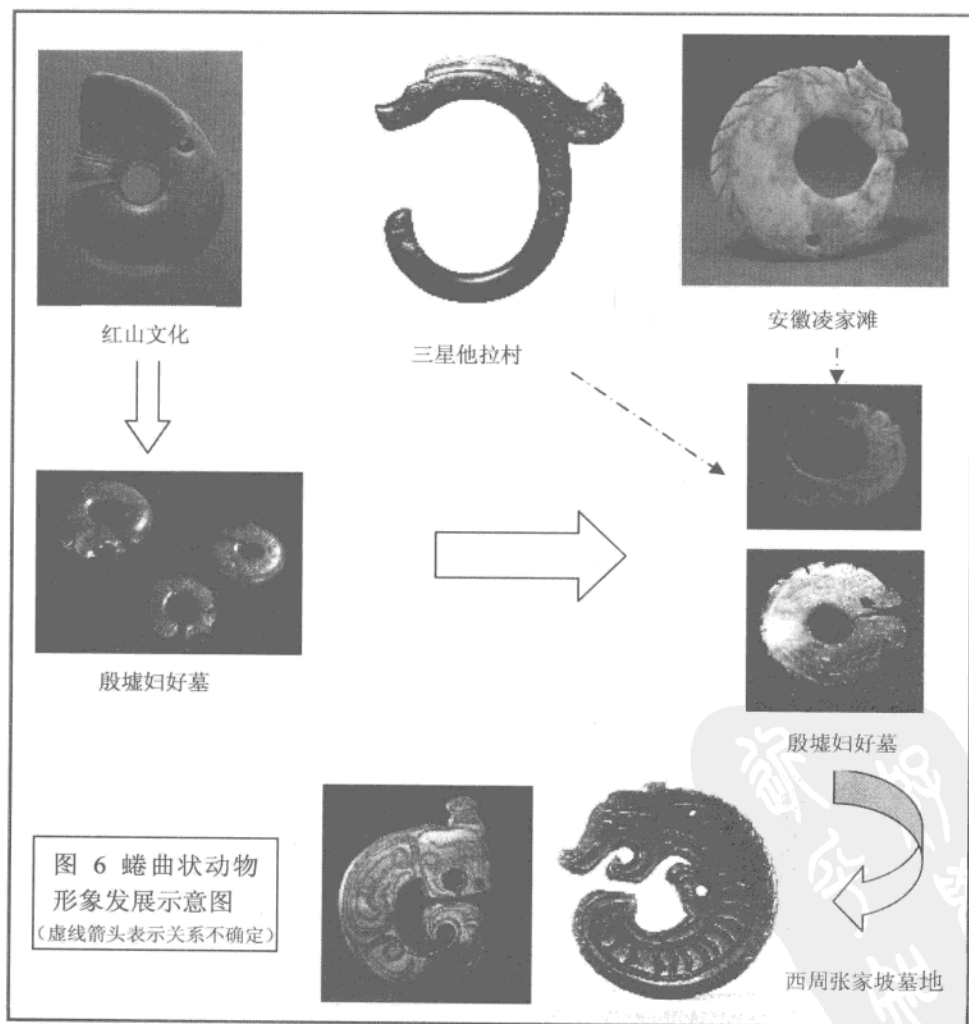 红山文化
三星他拉村
安徽凌家滩
殷墟妇好墓
殷墟妇好墓
图 6 蜷曲状动物
形象发展示意图
(虚线箭头表示关系不确定)
西周张家坡墓地